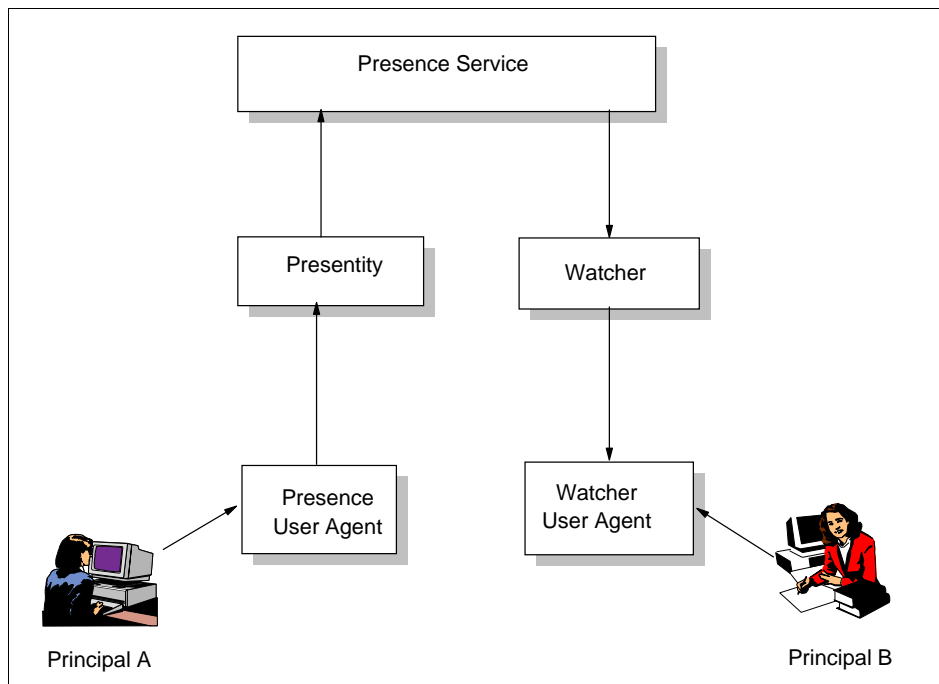 Presence Service
Presentity
Watcher
Presence
User Agent
Watcher
User Agent
Principal A
Principal B